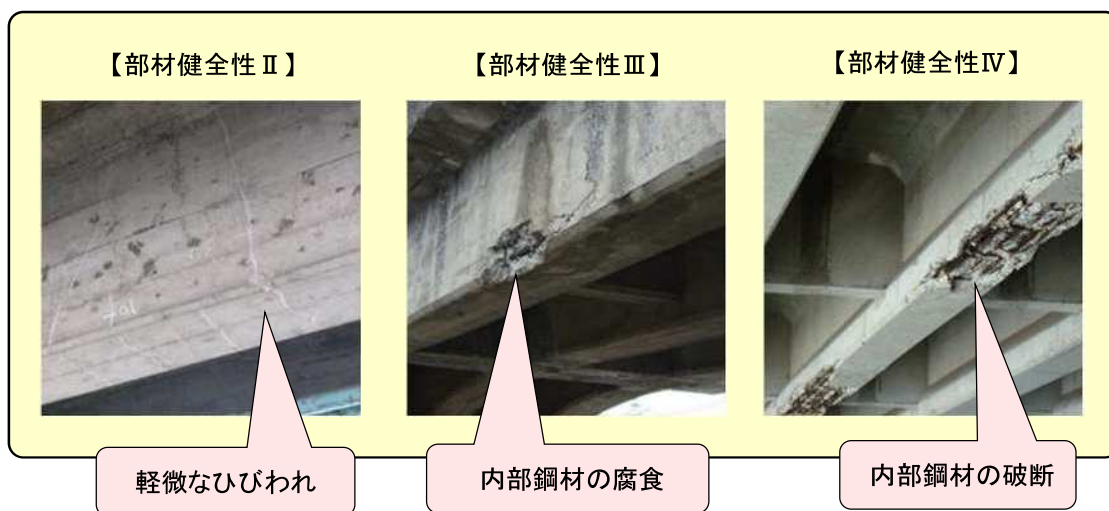 【部材健全性Ⅱ】
【部材健全性Ⅲ】
【部材健全性Ⅳ】
軽微なひびわれ
内部鋼材の腐食
内部鋼材の破断